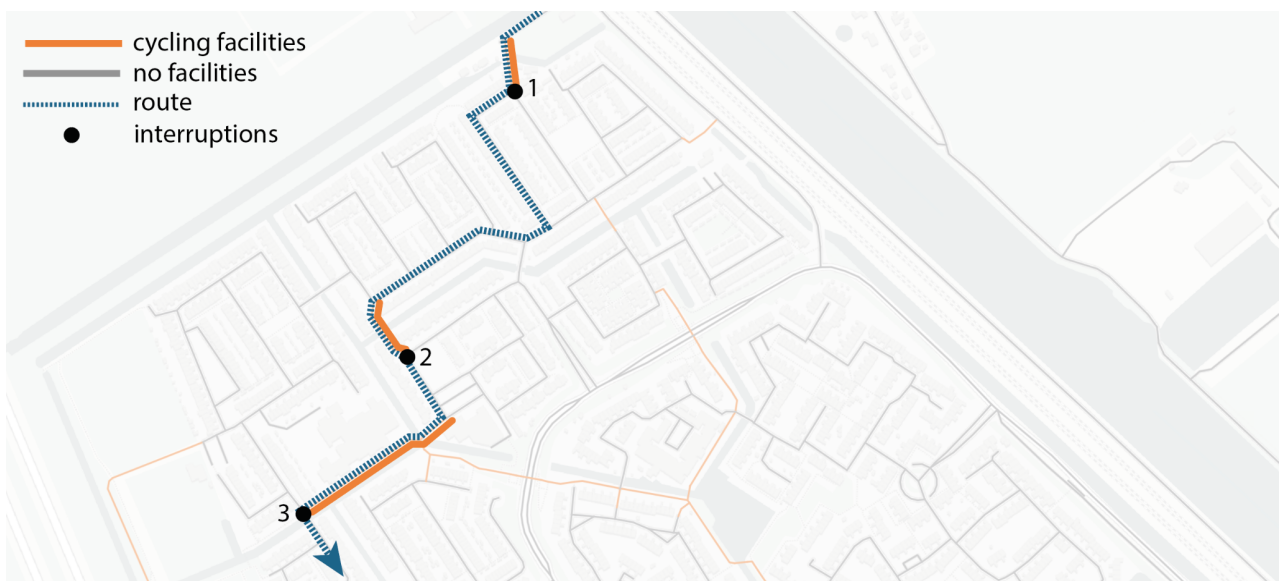 cycling facilities
no facilities
route
interruptions
1
2
3